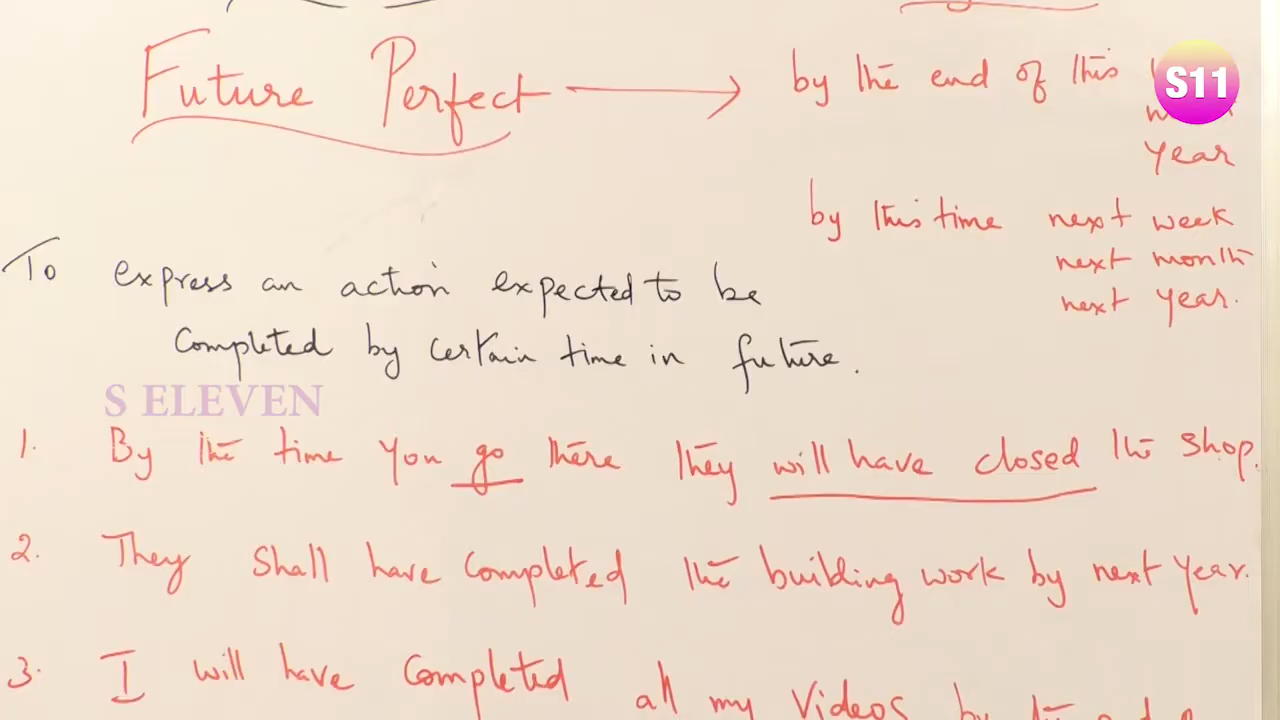 Future Perfect → by the end of this
S11
year
by this time next week
next month
next year.
To express an action expected to be
completed by certain time in future.
S ELEVEN
1. By the time you go there they will have closed the shop.
2. They shall have completed the building work by next year.
3. I will have completed all my videos by